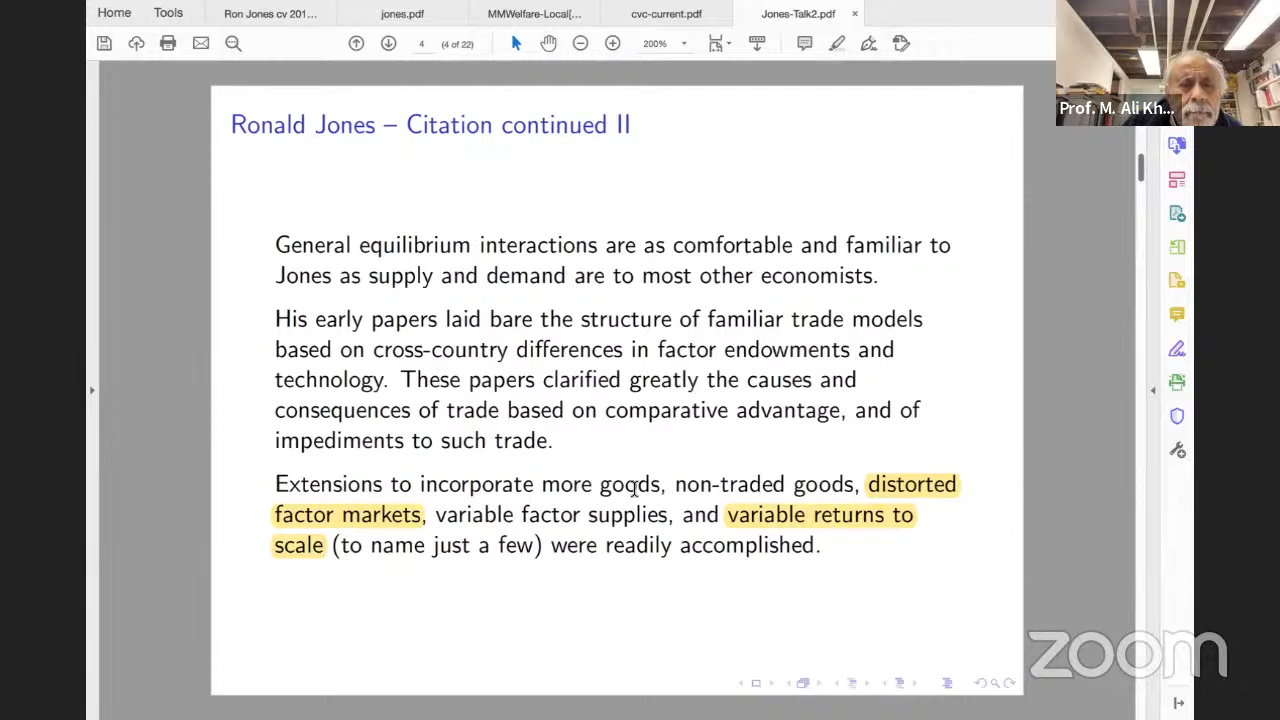 Home Tools Ron Jones cv 201... jones.pdf MMWelfare-Local[... cvc-current.pdf Jones-Talk2.pdf ×
4 (4 of 22) 200%
Prof. M. Ali Kh...
Ronald Jones – Citation continued II
General equilibrium interactions are as comfortable and familiar to
Jones as supply and demand are to most other economists.
His early papers laid bare the structure of familiar trade models
based on cross-country differences in factor endowments and
technology. These papers clarified greatly the causes and
consequences of trade based on comparative advantage, and of
impediments to such trade.
Extensions to incorporate more goods, non-traded goods, distorted
factor markets, variable factor supplies, and variable returns to
scale (to name just a few) were readily accomplished.
zoom